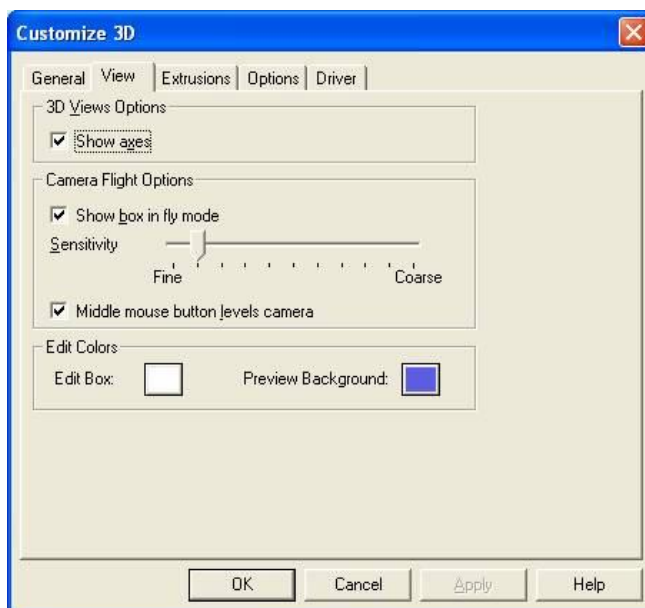 Customize 3D
General View Extrusions Options Driver
3D Views Options
Show axes
Camera Flight Options
Show box in fly mode
Sensitivity
Fine Coarse
Middle mouse button levels camera
Edit Colors
Edit Box: Preview Background:
OK Cancel Apply Help